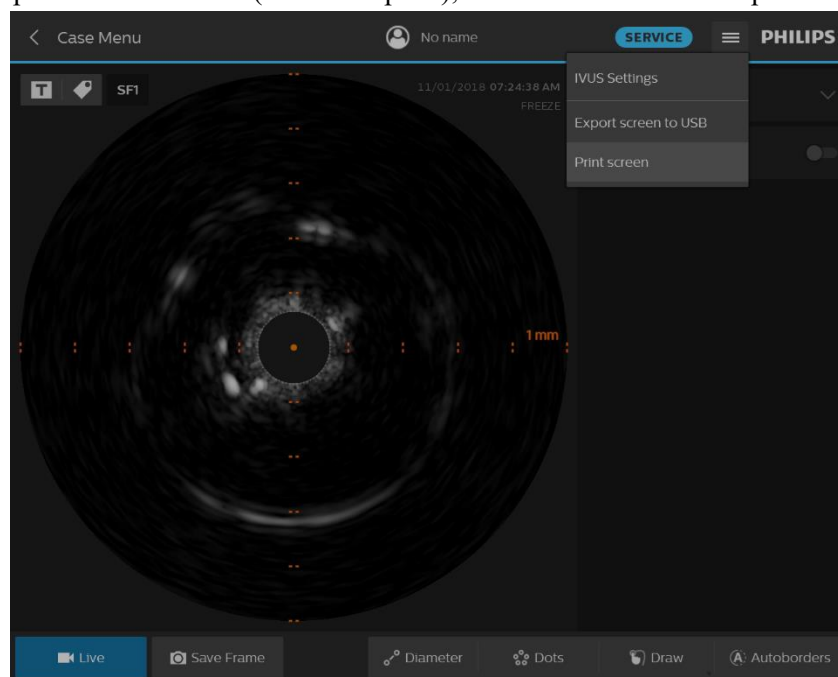 Case Menu No name SERVICE PHILIPS
T SF1 11/01/2018 07:24:38 AM
FREEZE
IVUS Settings
Export screen to USB
Print screen
1 mm
Live Save Frame Diameter Dots Draw A Autoborders